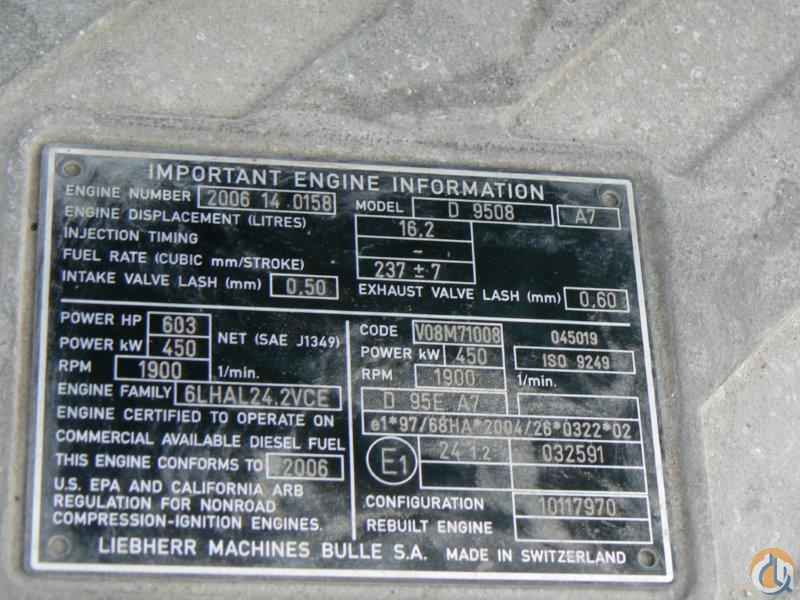 IMPORTANT ENGINE INFORMATION
ENGINE NUMBER 2006 14 0158 MODEL D 9508 A7
ENGINE DISPLACEMENT (LITRES) 16,2
INJECTION TIMING –
FUEL RATE (CUBIC mm/STROKE) 237 ± 7
INTAKE VALVE LASH (mm) 0,50 EXHAUST VALVE LASH (mm) 0,60
POWER HP 603
POWER kW 450 NET (SAE J1349)
RPM 1900 1/min.
ENGINE FAMILY 6LHAL24.2VCE
ENGINE CERTIFIED TO OPERATE ON
COMMERCIAL AVAILABLE DIESEL FUEL
THIS ENGINE CONFORMS TO 2006
U.S. EPA AND CALIFORNIA ARB
REGULATION FOR NONROAD
COMPRESSION-IGNITION ENGINES.
CODE V08M71008 045019
POWER kW 450 ISO 9249
RPM 1900 1/min.
D 95E A7
e1*97/68HA*2004/26*0322*02
E1 24 1.2 032591
CONFIGURATION 10117970
REBUILT ENGINE
LIEBHERR MACHINES BULLE S.A. MADE IN SWITZERLAND